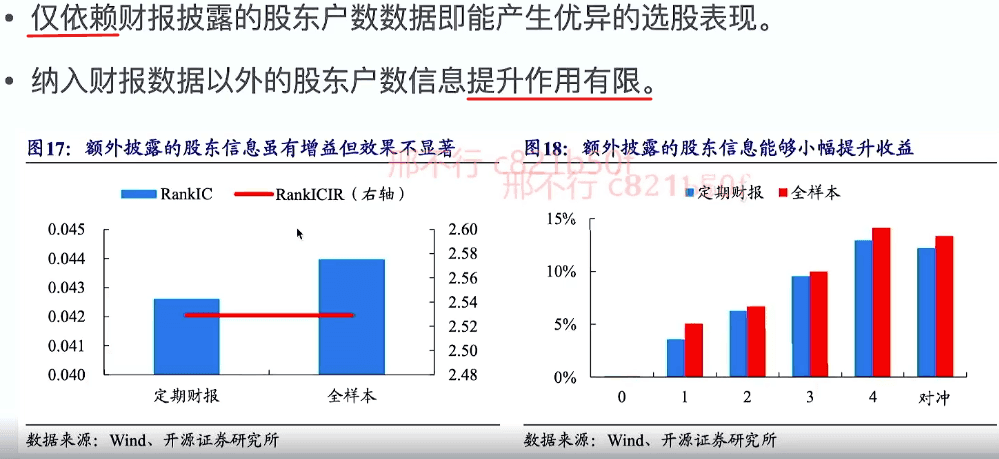 • 仅依赖财报披露的股东户数数据即能产生优异的选股表现。
• 纳入财报数据以外的股东户数信息提升作用有限。
图17：额外披露的股东信息虽有增益但效果不显著
图18：额外披露的股东信息能够小幅提升收益
邢不行 c821b50f
邢不行 c821b50f
RankIC
RankICIR（右轴）
0.045
0.044
0.043
0.042
0.041
0.040
2.60
2.58
2.56
2.54
2.52
2.50
2.48
定期财报
全样本
定期财报
全样本
15%
10%
5%
0%
0
1
2
3
4
对冲
数据来源：Wind、开源证券研究所
数据来源：Wind、开源证券研究所